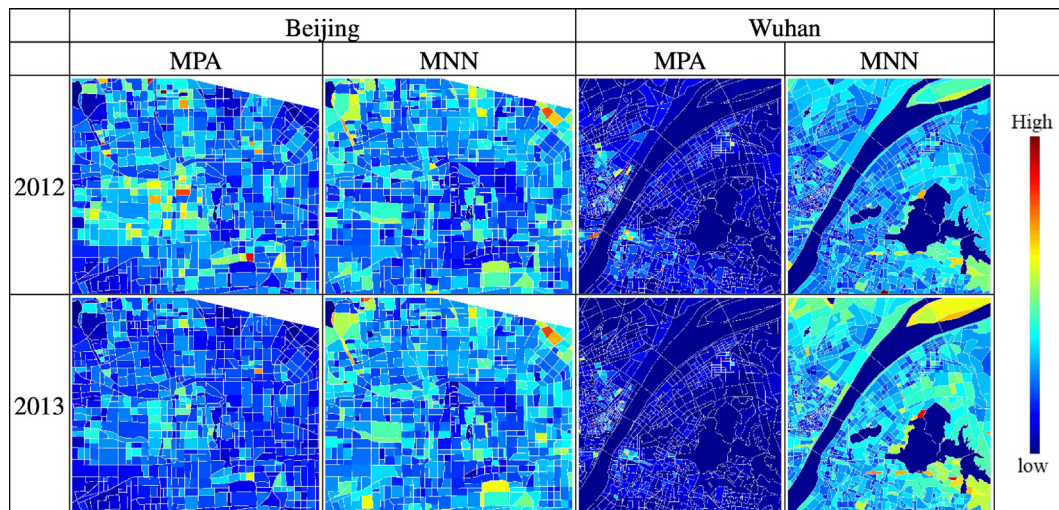 Beijing Wuhan
MPA MNN MPA MNN
2012
High
2013
low